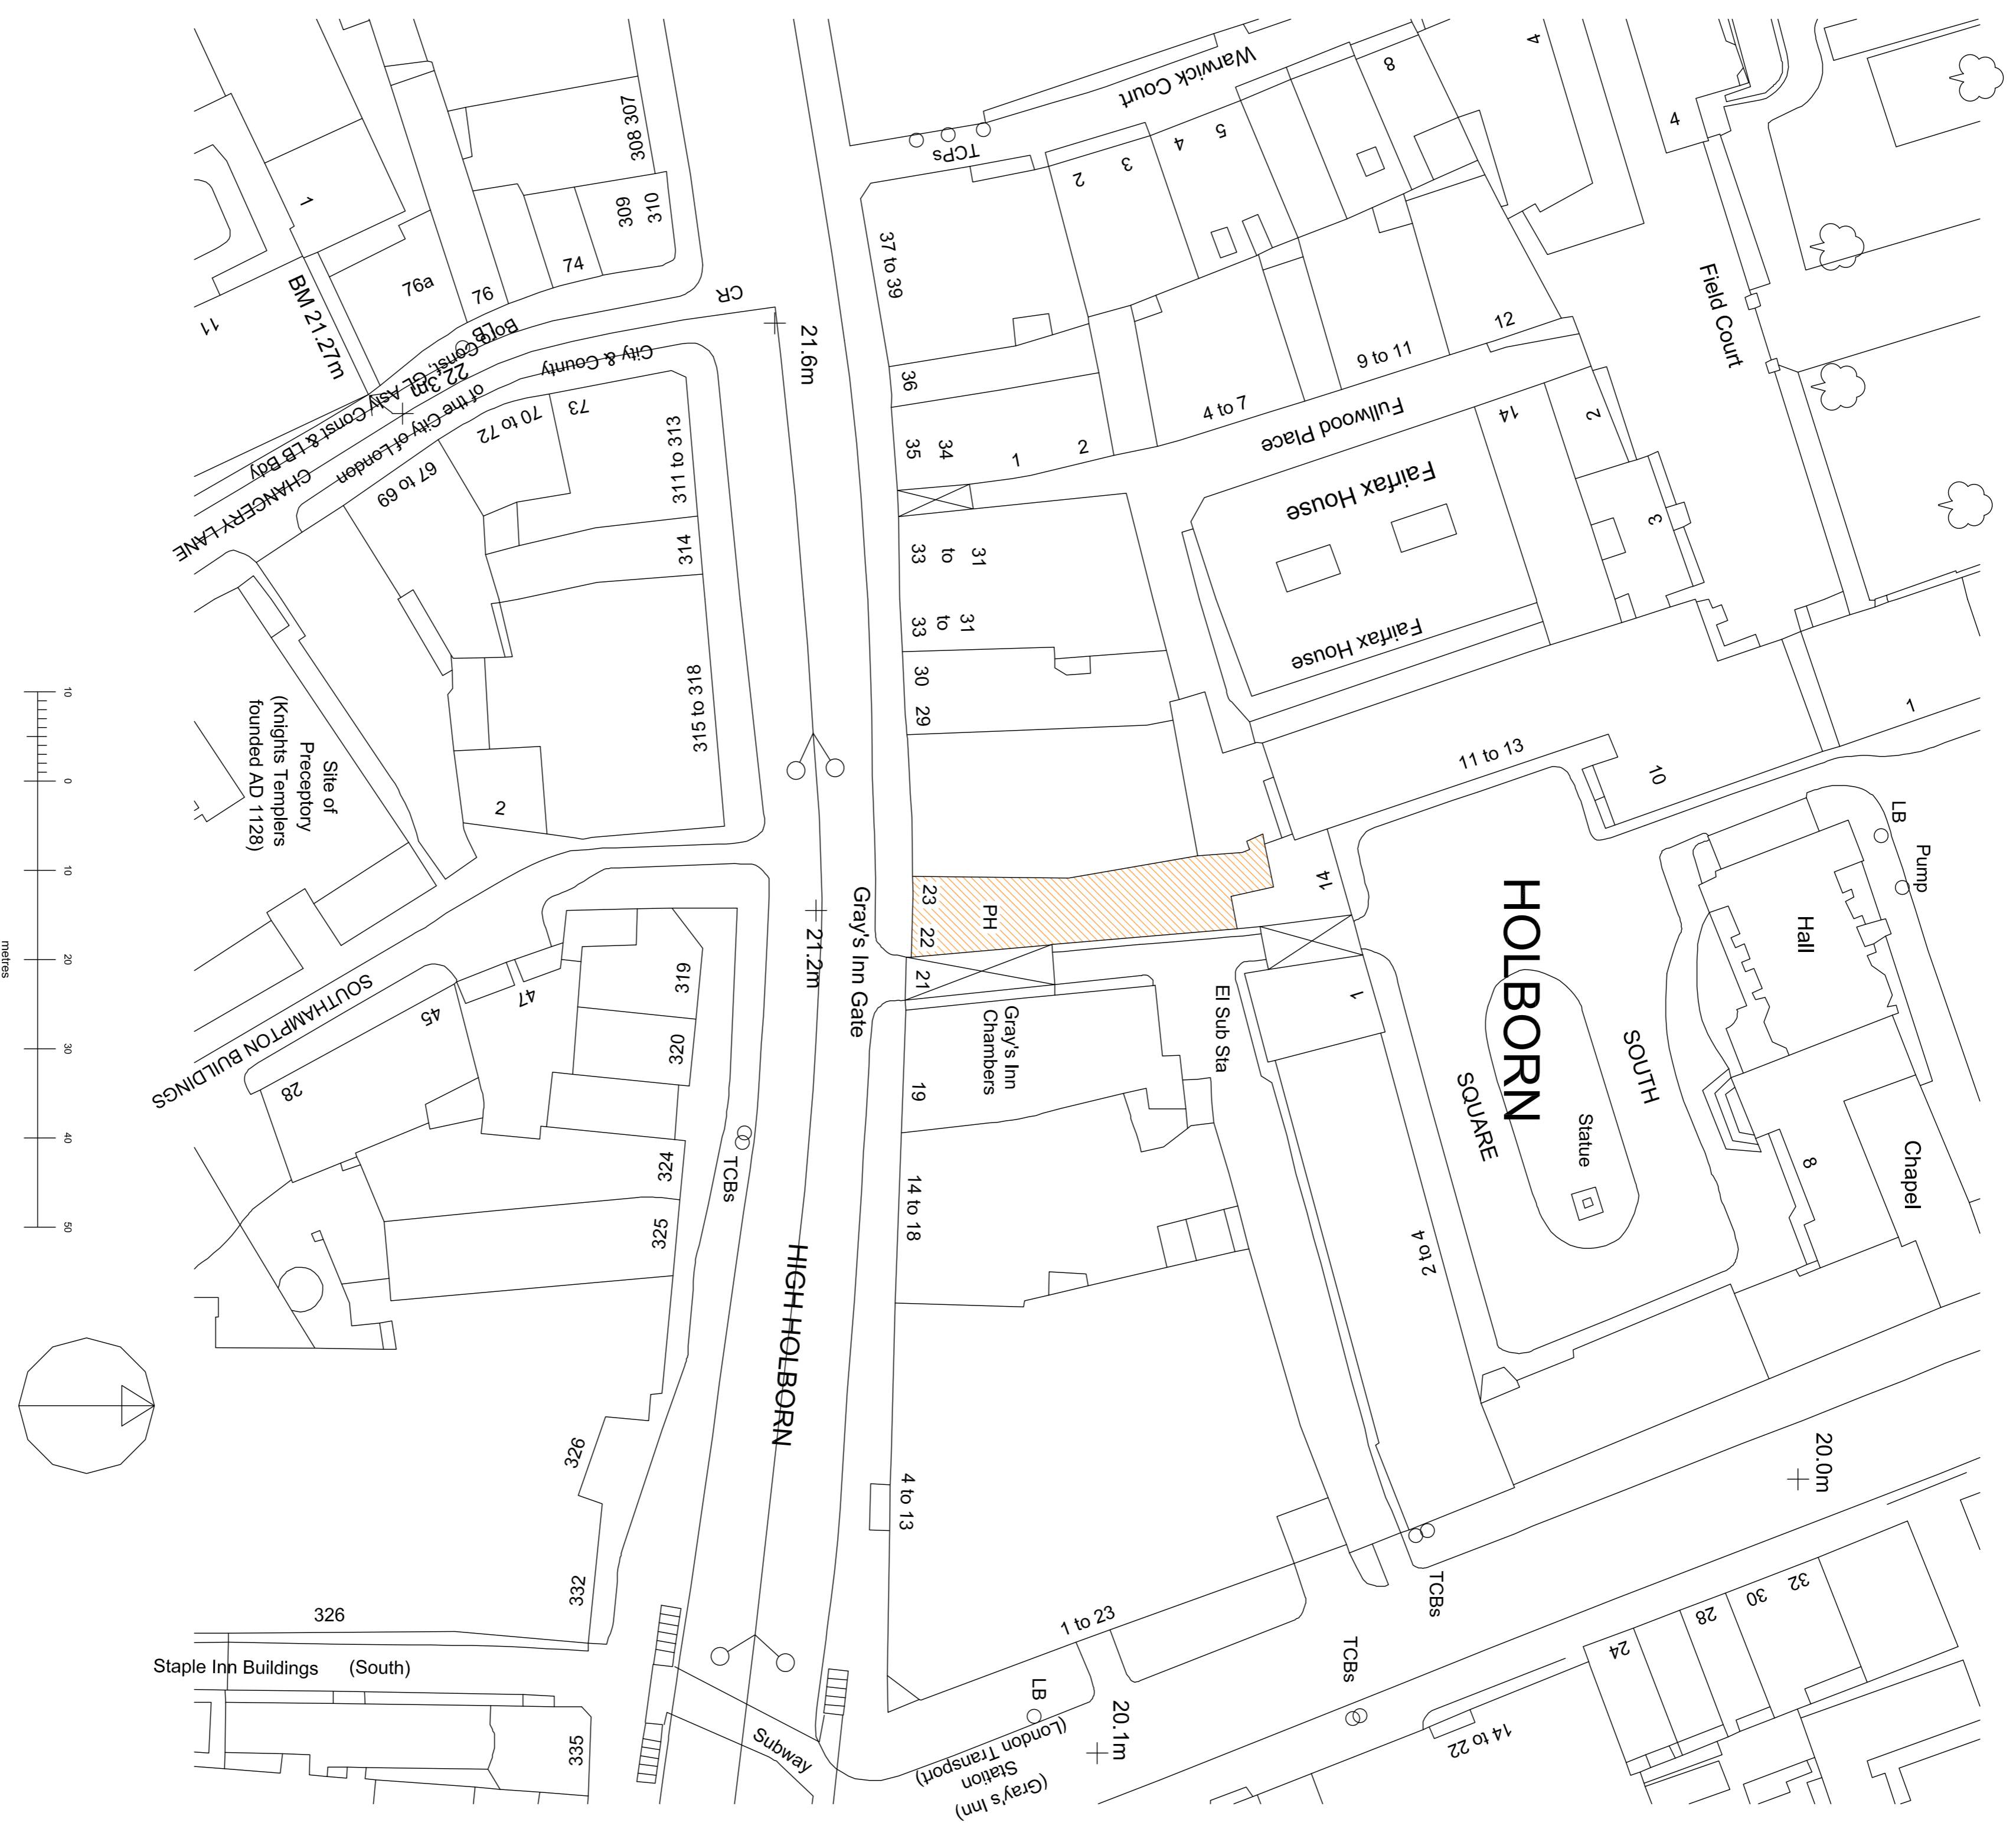 Warwick Court
8
4
4
TCPs
2
3
4
5
308 307
309
310
1
74
76
76a
11
BM 21.27m
CR
21.6m
37 to 39
36
35
34
1
2
4 to 7
9 to 11
12
Fullwood Place
Field Court
Boro Const, GL Asly Const & LB Bdy
LB
22.3m
City & County
of the City of London
CHANCERY LANE
73
70 to 72
67 to 69
311 to 313
314
315 to 318
2
14
2
3
Fairfax House
Fairfax House
31
to
33
31
to
33
30
29
1
11 to 13
10
LB
Pump
10
0
10
20
30
40
50
metres
Site of
Preceptory
(Knights Templers
founded AD 1128)
23
22
PH
21
14
1
Hall
HOLBORN
SOUTH
SQUARE
Statue
Chapel
8
2 to 4
21.2m
Gray's Inn Gate
Gray's Inn
Chambers
El Sub Sta
19
14 to 18
4 to 13
SOUTHAMPTON BUILDINGS
45
47
28
319
320
324
325
TCBs
HIGH HOLBORN
326
332
326
Staple Inn Buildings (South)
335
Subway
1 to 23
LB
20.1m
(Gray's Inn)
Station
(London Transport)
TCBs
TCBs
20.0m
14 to 22
24
28
30
32